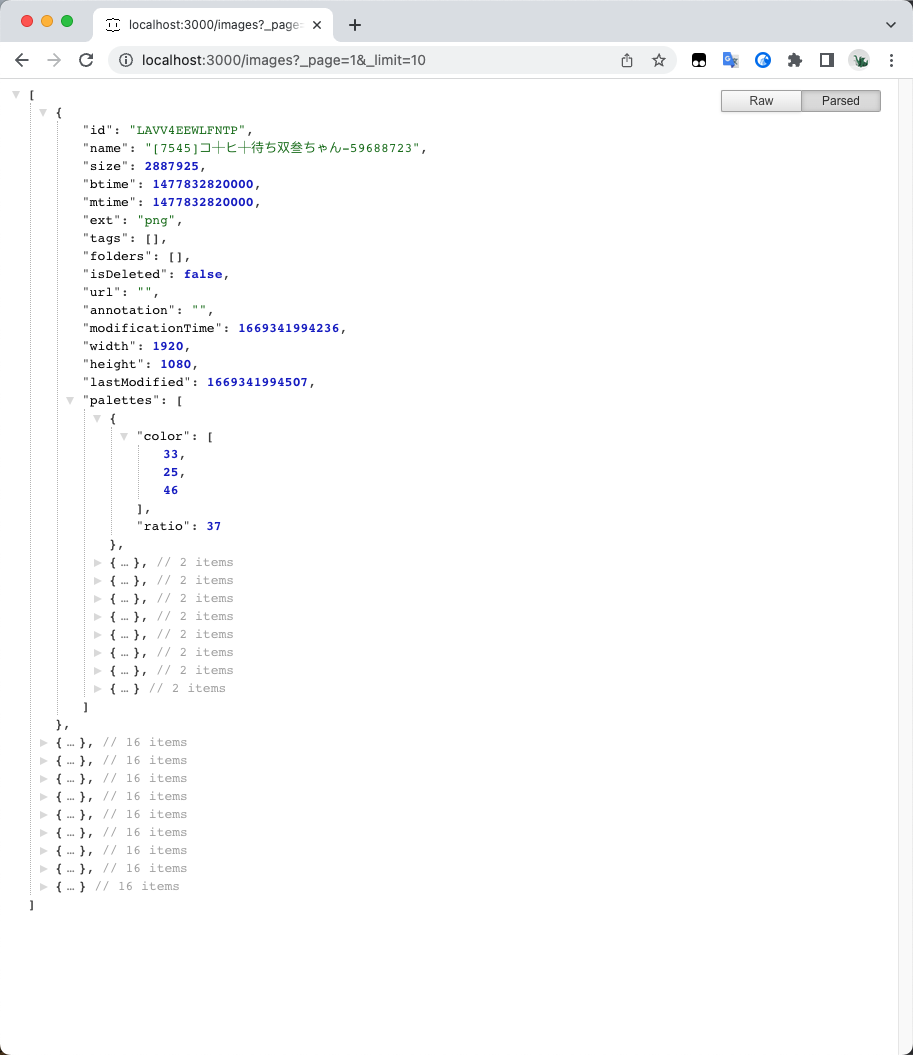 localhost:3000/images?_page=
localhost:3000/images?_page=1&_limit=10
Raw
Parsed
[
{
"id": "LAVV4EEWLFNTP",
"name": "[7545]コ十ヒ十待ち双叁ちゃん-59688723",
"size": 2887925,
"btime": 1477832820000,
"mtime": 1477832820000,
"ext": "png",
"tags": [],
"folders": [],
"isDeleted": false,
"url": "",
"annotation": "",
"modificationTime": 1669341994236,
"width": 1920,
"height": 1080,
"lastModified": 1669341994507,
"palettes": [
{
"color": [
33,
25,
46
],
"ratio": 37
},
{ … }, // 2 items
{ … }, // 2 items
{ … }, // 2 items
{ … }, // 2 items
{ … }, // 2 items
{ … }, // 2 items
{ … }, // 2 items
{ … } // 2 items
]
},
{ … }, // 16 items
{ … }, // 16 items
{ … }, // 16 items
{ … }, // 16 items
{ … }, // 16 items
{ … }, // 16 items
{ … }, // 16 items
{ … }, // 16 items
{ … } // 16 items
]